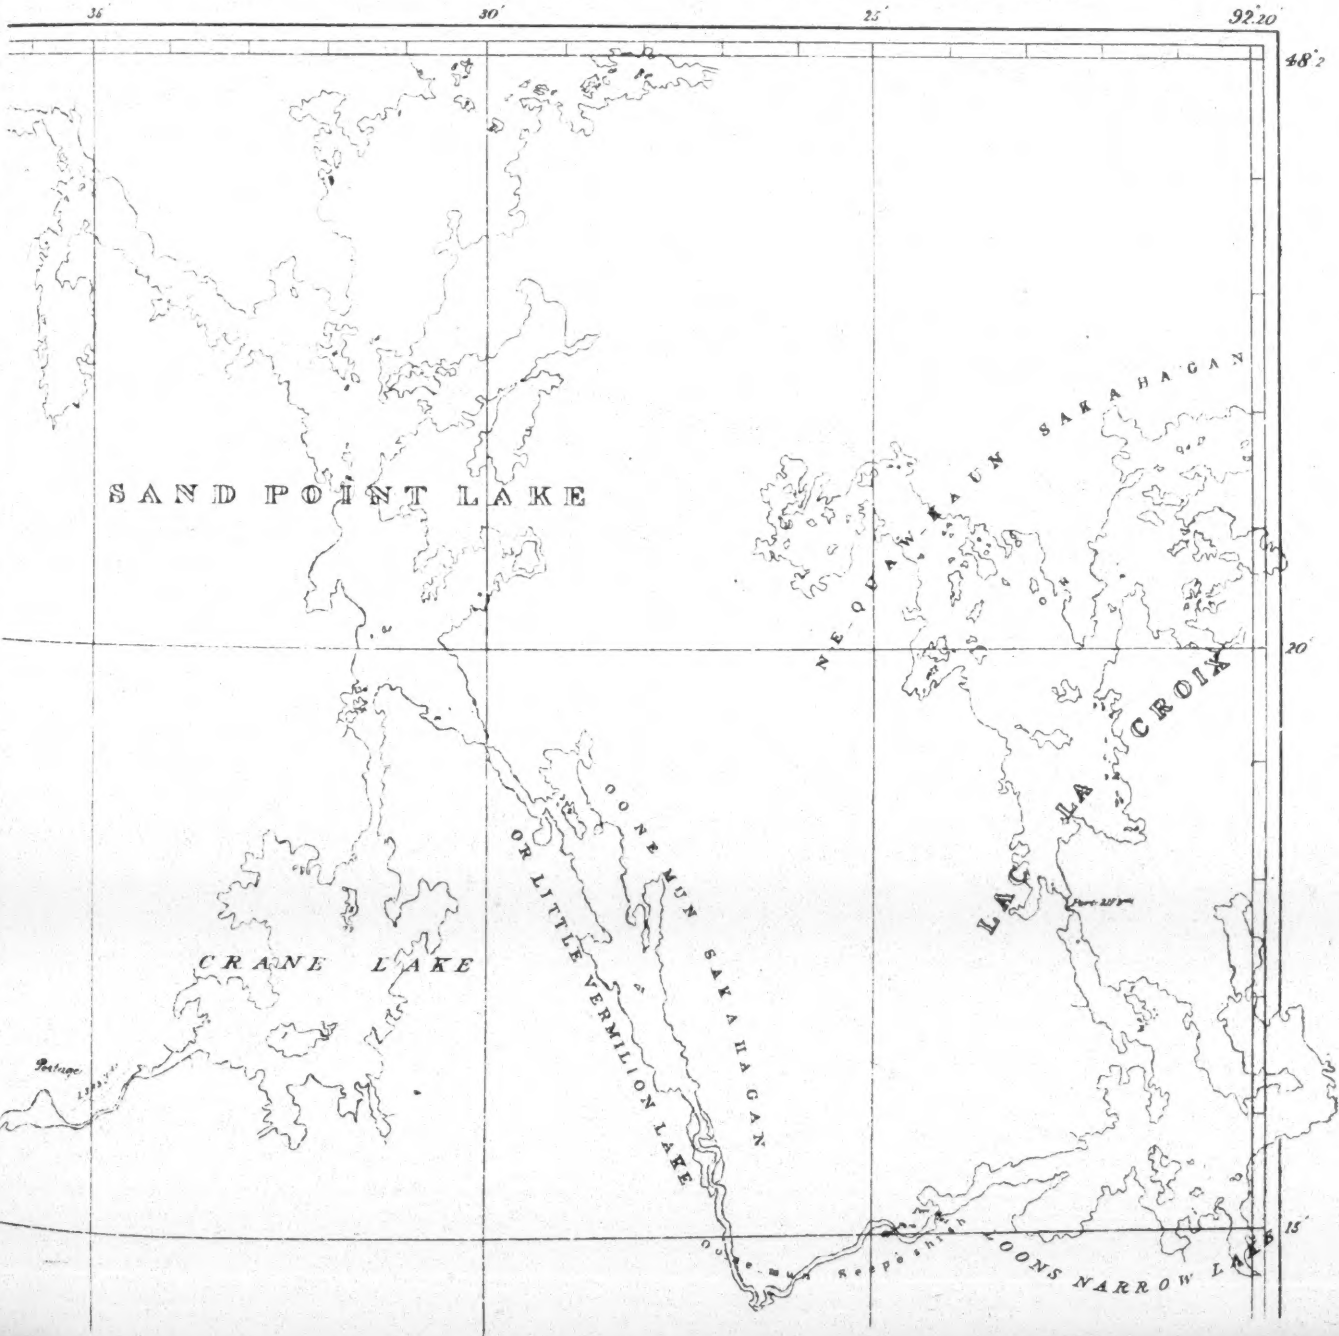 35′ 30′ 25′ 92°.20′
48°2
NE-QUAW-KAUN SAKAHAGAN
SAND POINT LAKE
20′
LAC LA CROIX
OONEMUN SAKAHAGAN
OR LITTLE VERMILION LAKE
CRANE LAKE
Portage
15′
Seeposhish
LOONS NARROW LAKE